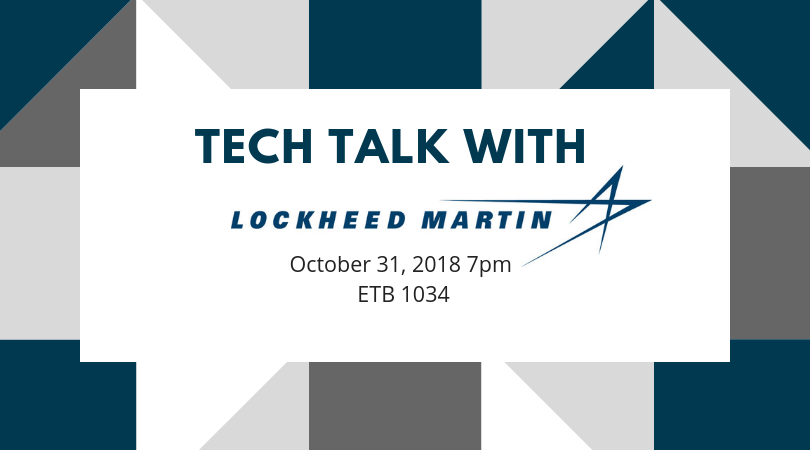 TECH TALK WITH
LOCKHEED MARTIN
October 31, 2018 7pm
ETB 1034